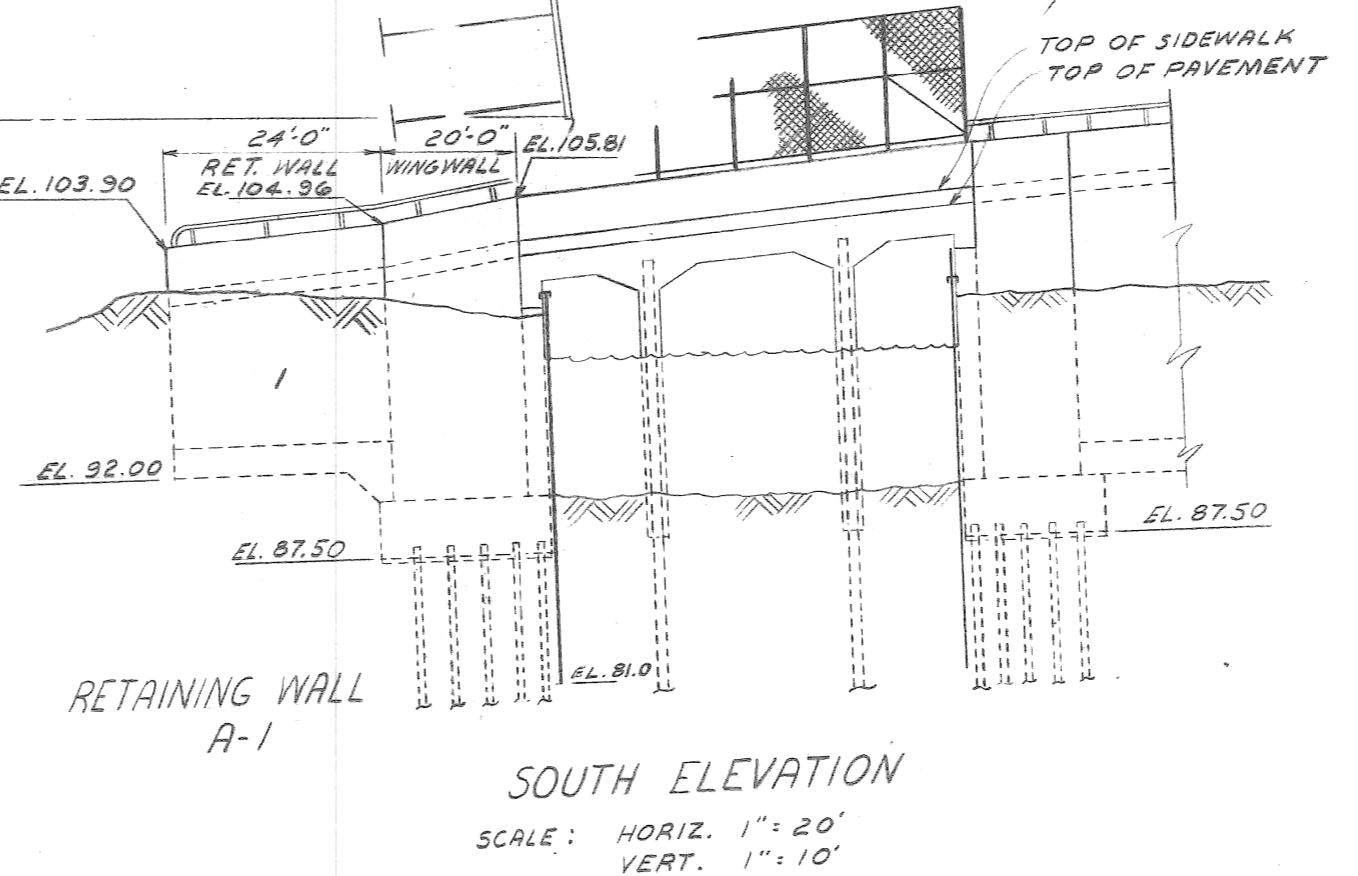 TOP OF SIDEWALK
TOP OF PAVEMENT
24'-0"
20'-0"
EL.105.81
RET. WALL
WINGWALL
EL.103.90
EL.104.96
1
EL. 92.00
EL. 87.50
EL. 87.50
EL. 81.0
RETAINING WALL
A-1
SOUTH ELEVATION
SCALE: HORIZ. 1"=20'
VERT. 1"=10'